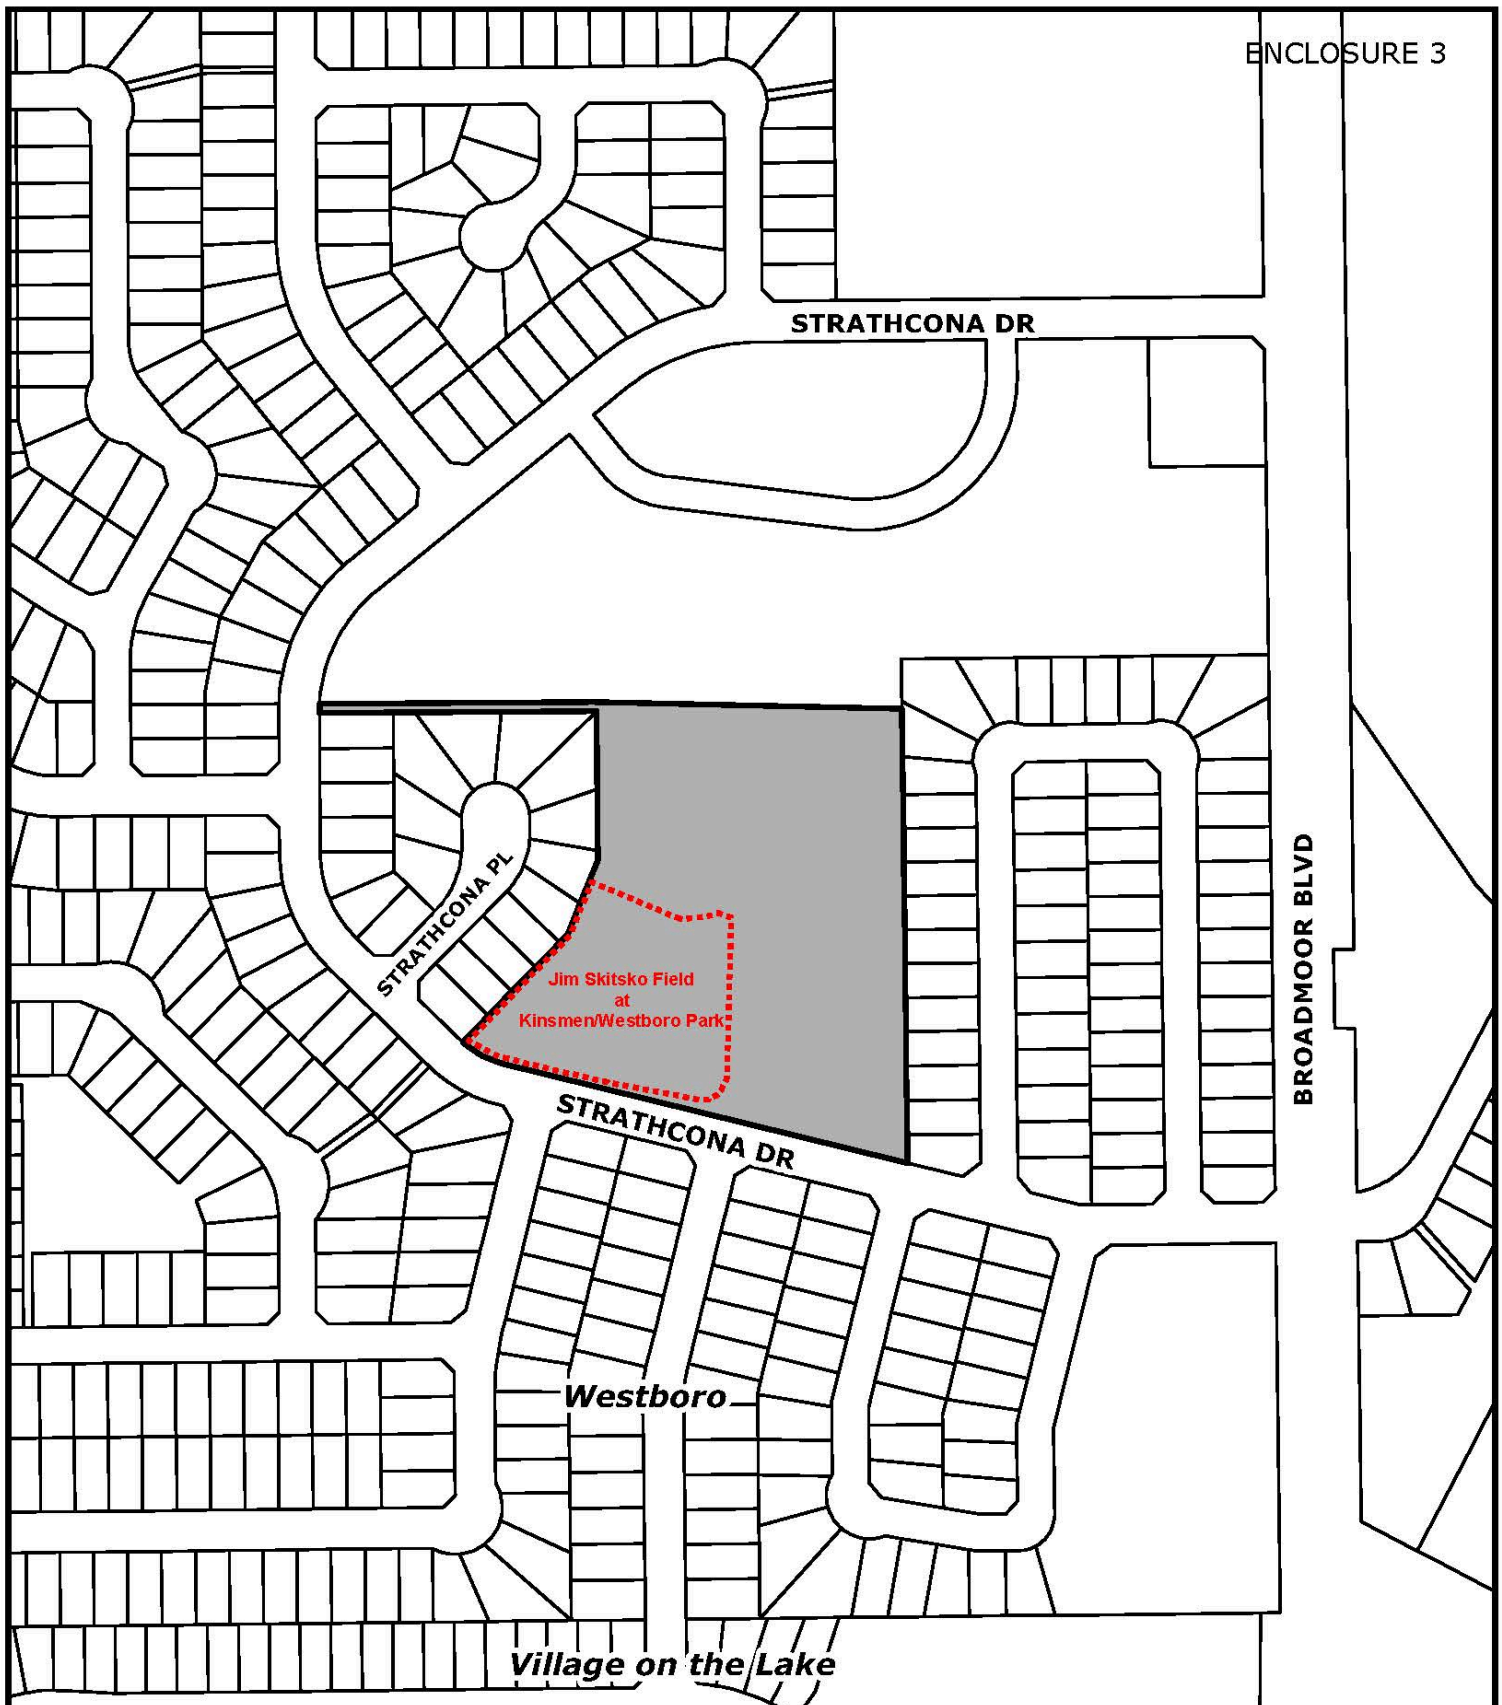 ENCLOSURE 3
STRATHCONA DR
STRATHCONA PL
BROADMOOR BLVD
Jim Skitsko Field
at
Kinsmen/Westboro Park
STRATHCONA DR
Westboro
Village on the Lake